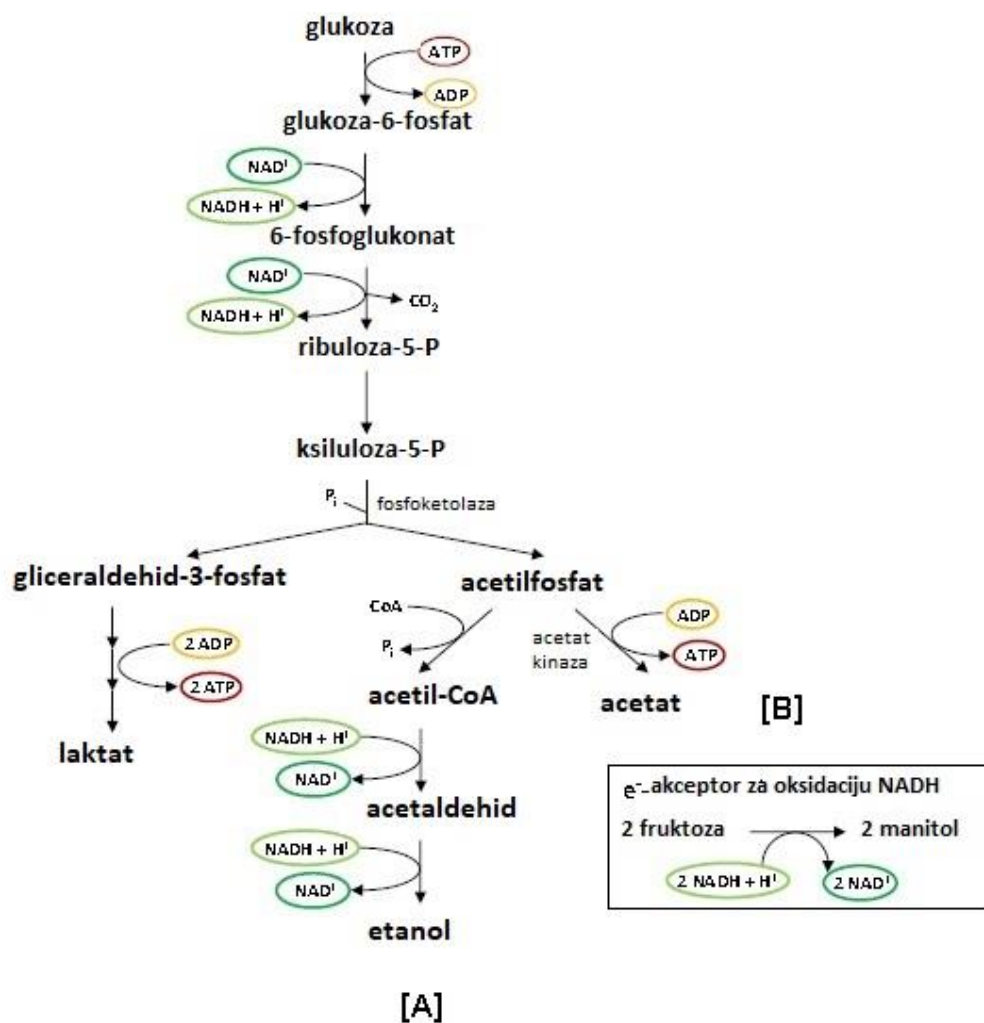 glukoza
ATP
ADP
glukoza-6-fosfat
NAD⁺
NADH + H⁺
6-fosfoglukonat
NAD⁺
CO₂
NADH + H⁺
ribuloza-5-P
ksiluloza-5-P
Pᵢ
fosfoketolaza
gliceraldehid-3-fosfat
acetilfosfat
CoA
ADP
2 ADP
Pᵢ
acetat
kinaza
ATP
2 ATP
acetil-CoA
acetat
[B]
laktat
NADH + H⁺
NAD⁺
acetaldehid
NADH + H⁺
NAD⁺
etanol
e⁻-akceptor za oksidaciju NADH
2 fruktoza
2 manitol
2 NADH + H⁺
2 NAD⁺
[A]